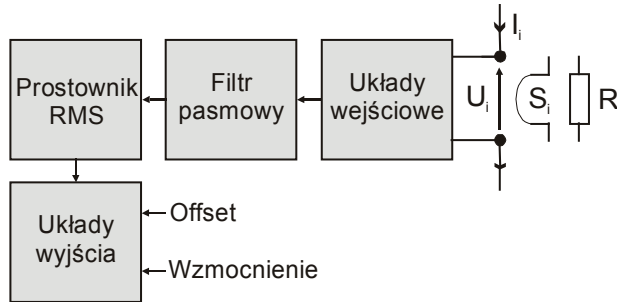 I i
Prostownik
RMS
Filtr
pasmowy
Układy
wejściowe
U i
S i
R
Układy
wyjścia
Offset
Wzmocnienie